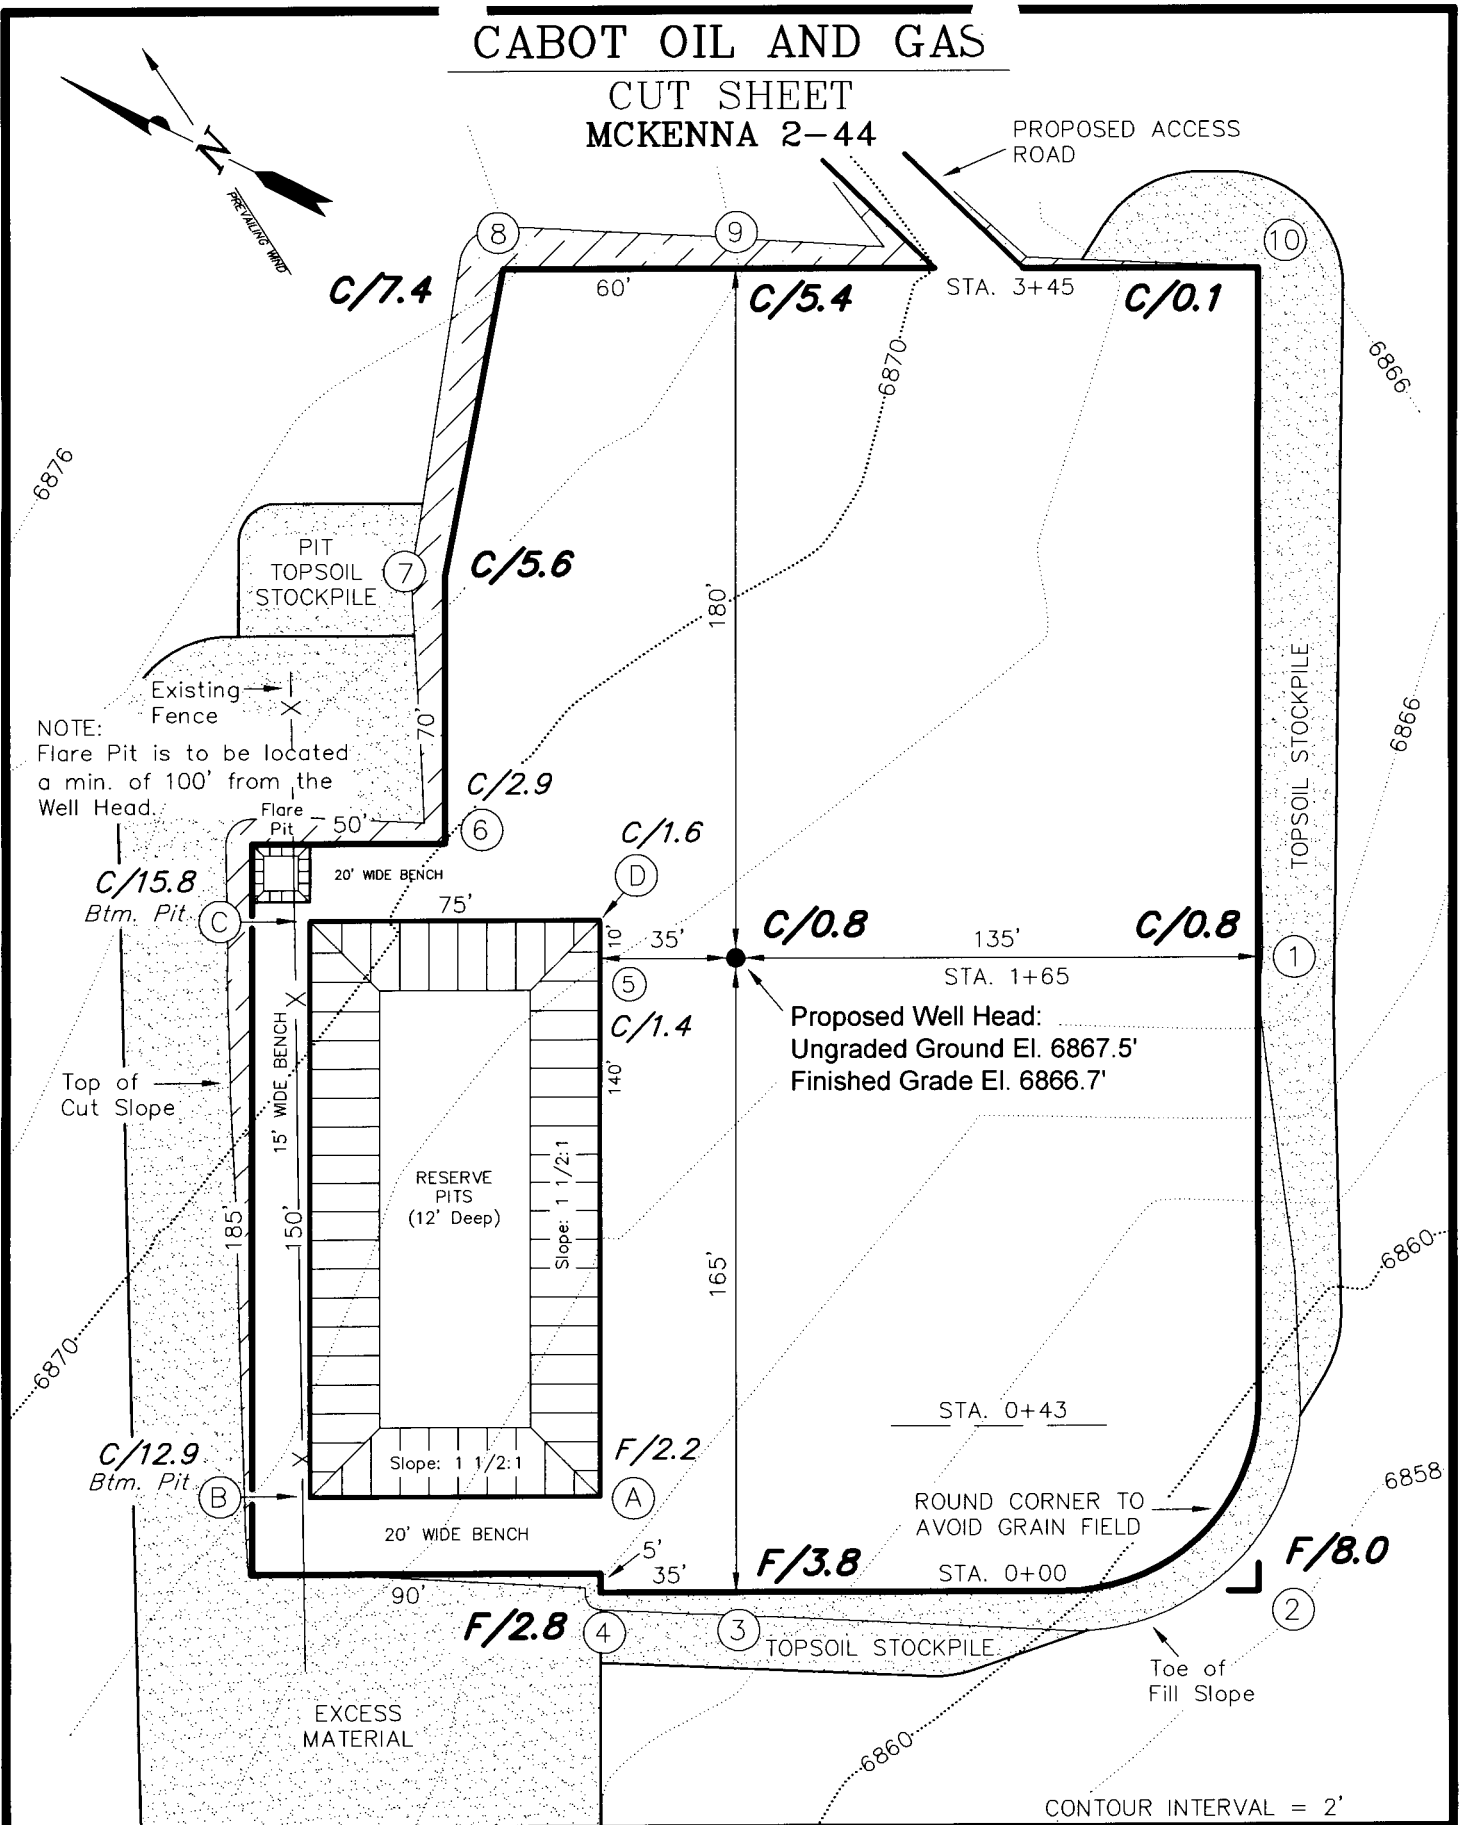 CABOT OIL AND GAS
CUT SHEET
MCKENNA 2-44
PROPOSED ACCESS
ROAD
N
PREVAILING WIND
8
9
10
C/7.4
60'
C/5.4
STA. 3+45
C/0.1
6870
6866
6876
PIT
TOPSOIL
STOCKPILE
7
C/5.6
180'
TOPSOIL STOCKPILE
Existing
Fence
70'
6866
NOTE:
Flare Pit is to be located
a min. of 100' from the
Well Head.
Flare
Pit
50'
C/2.9
6
C/1.6
D
20' WIDE BENCH
C/15.8
Btm. Pit
C
75'
10'
35'
C/0.8
135'
C/0.8
STA. 1+65
1
5
C/1.4
Proposed Well Head:
Ungraded Ground El. 6867.5'
Finished Grade El. 6866.7'
Top of
Cut Slope
15' WIDE BENCH
140'
RESERVE
PITS
(12' Deep)
Slope: 1 1/2:1
185'
150'
165'
6860
6870
STA. 0+43
C/12.9
Btm. Pit
B
Slope: 1 1/2:1
F/2.2
A
6858
ROUND CORNER TO
AVOID GRAIN FIELD
20' WIDE BENCH
5'
35'
F/3.8
STA. 0+00
F/8.0
90'
F/2.8
4
3
2
TOPSOIL STOCKPILE
Toe of
Fill Slope
EXCESS
MATERIAL
6860
CONTOUR INTERVAL = 2'